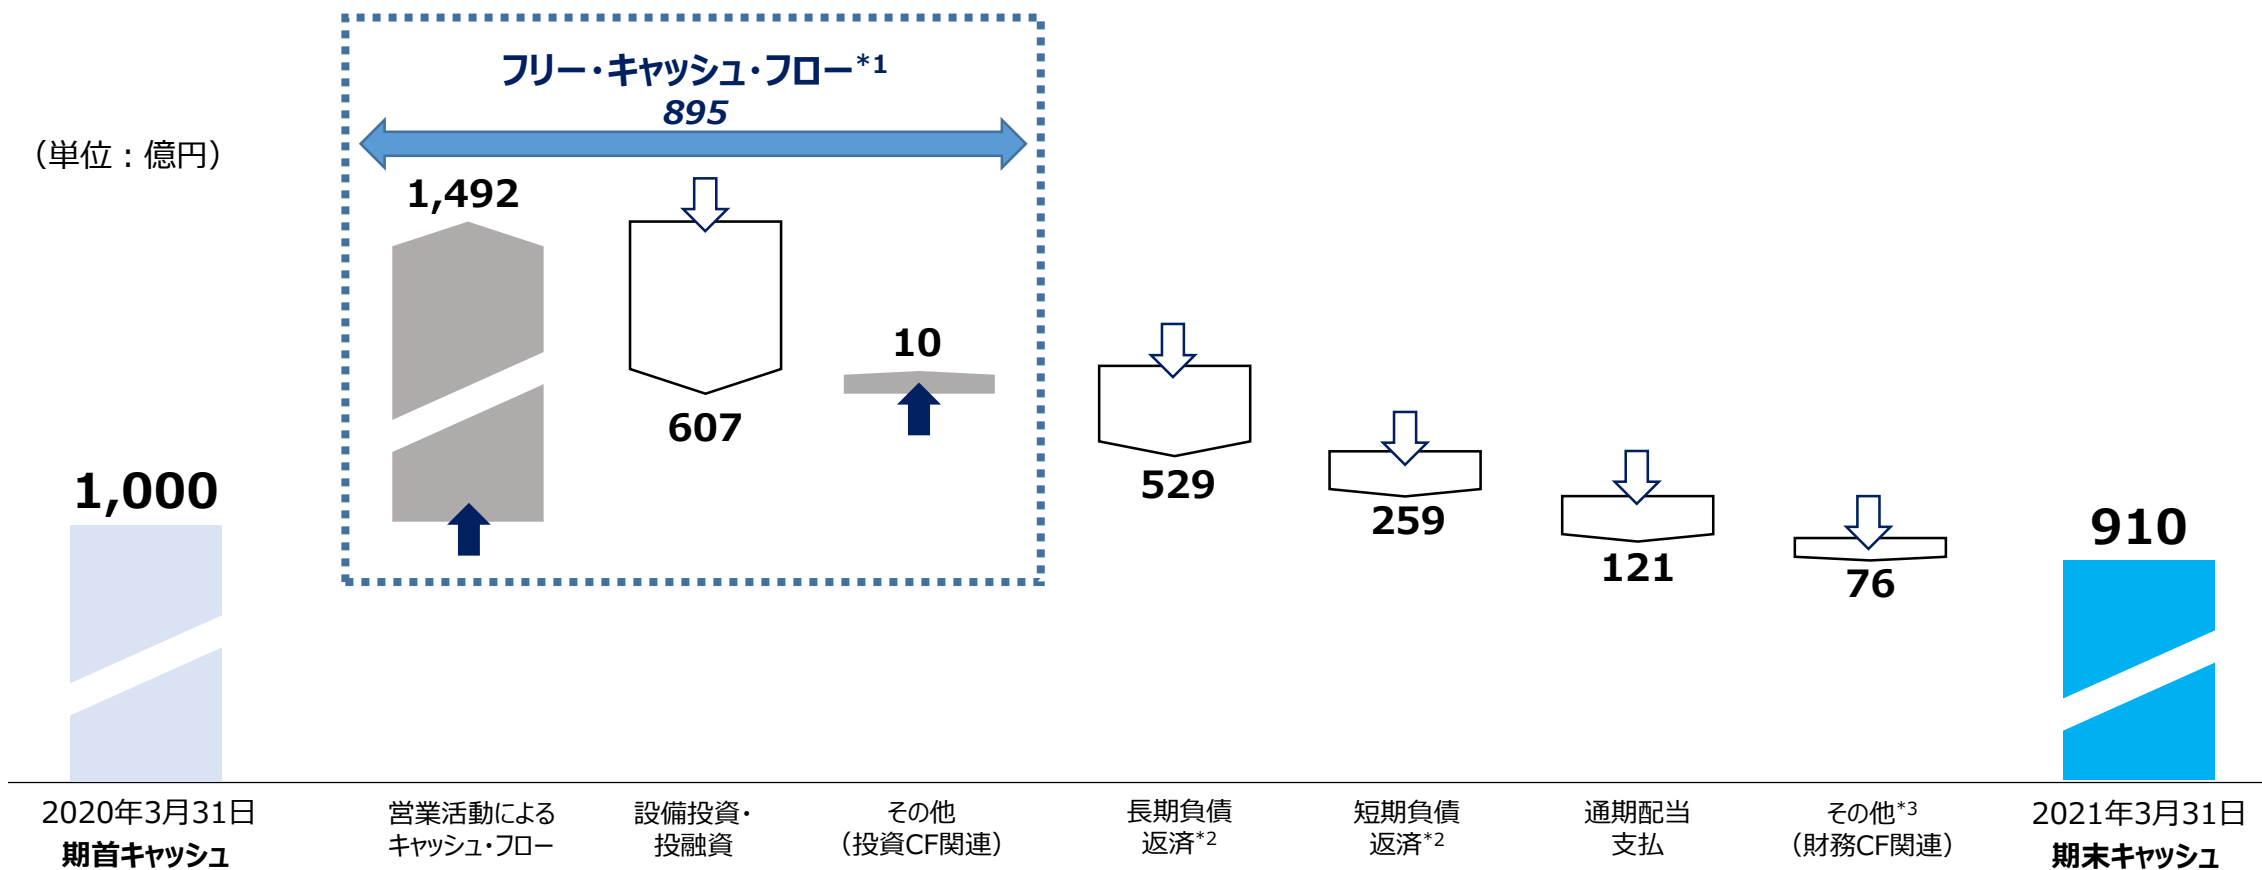 フリー・キャッシュ・フロー*1
895
（単位：億円）
1,492
607
10
529
259
121
76
1,000
910
2020年3月31日
期首キャッシュ
営業活動による
キャッシュ・フロー
設備投資・
投融資
その他
（投資CF関連）
長期負債
返済*2
短期負債
返済*2
通期配当
支払
その他*3
（財務CF関連）
2021年3月31日
期末キャッシュ